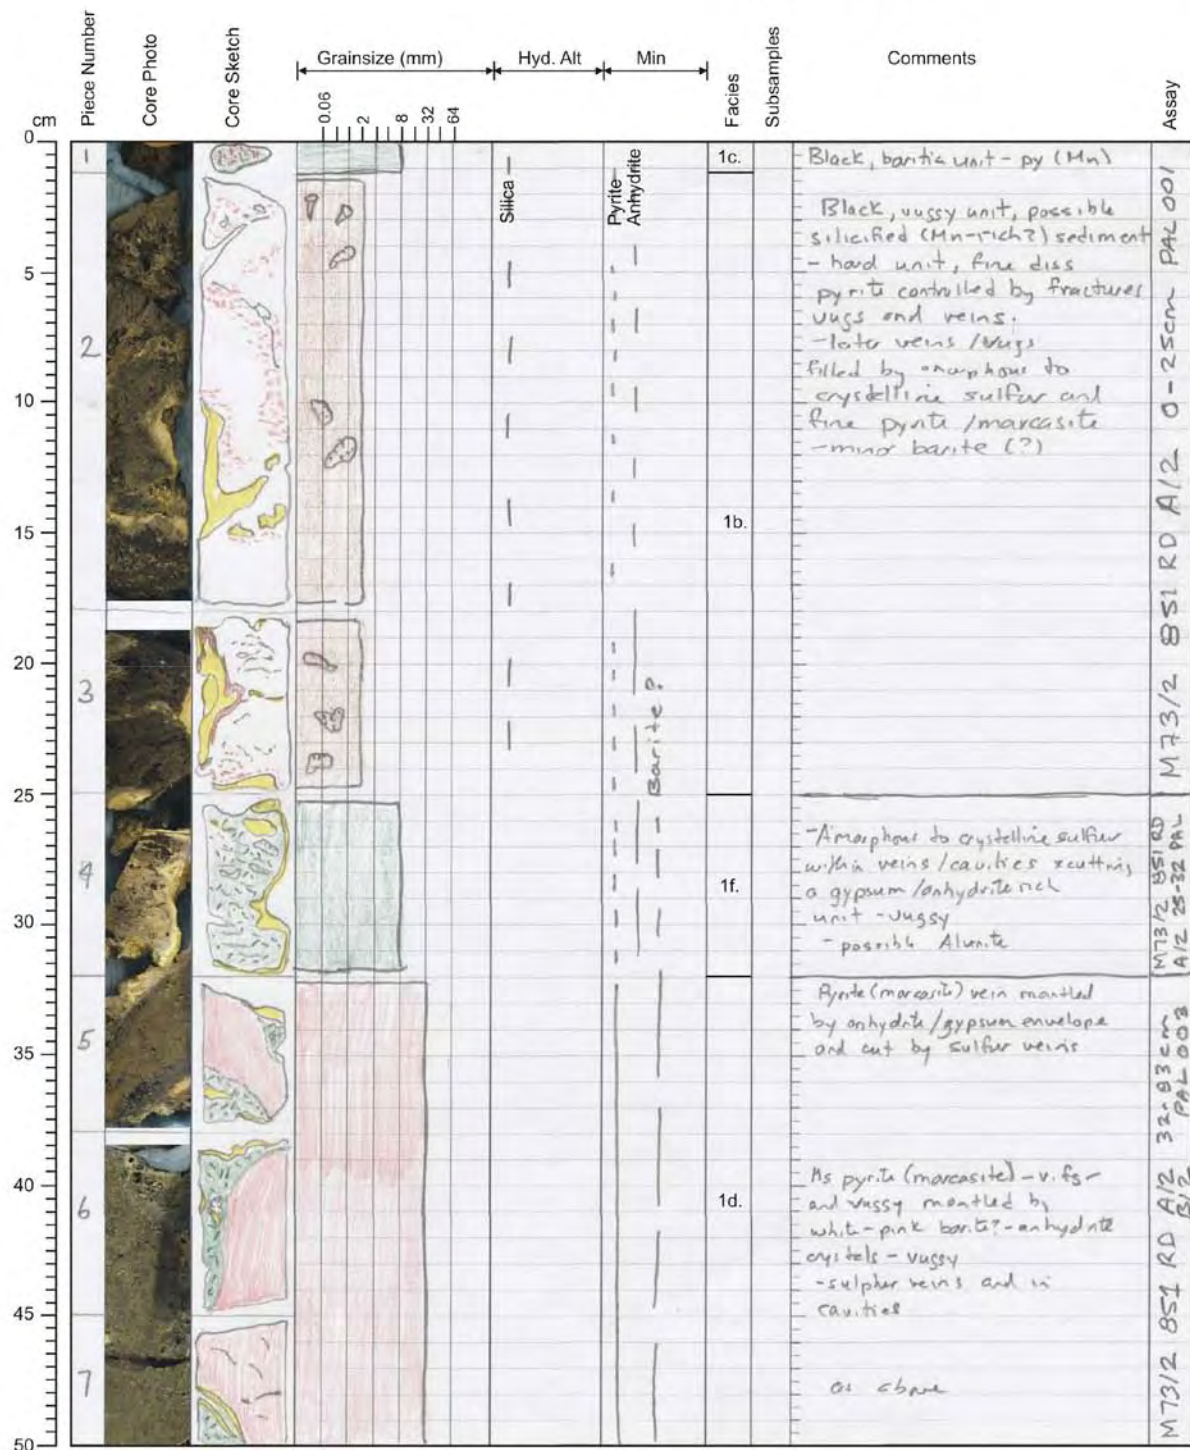 Piece Number
Core Photo
Core Sketch
Grainsize (mm)
Hyd. Alt
Min
Facies
Subsamples
Comments
Assay
0.06
2
8
32
64
cm
0
5
10
15
20
25
30
35
40
45
50
1
2
3
4
5
6
7
Silica
Pyrite
Anhydrite
Barite ?
1c.
1b.
1f.
1d.
Black, baritic unit - py (Mn)
Black, vuggy unit, possible
silicified (Mn-rich?) sediment
- hard unit, fine diss
pyrite controlled by fractures
vugs and veins.
- later veins / vugs
filled by amorphous to
crystalline sulfur and
fine pyrite / marcasite
- minor barite (?)
- Amorphous to crystalline sulfur
within veins / cavities xcutting
a gypsum / anhydrite rich
unit - vuggy
- possible Alunite
Pyrite (marcasite) vein mantled
by anhydrite / gypsum envelope
and cut by sulfur veins
Ms pyrite (marcasite) - v. fg -
and vuggy mantled by
white - pink barite? - anhydrite
crystals - vuggy
- sulpher veins and in
cavities
as above
M73/2 851 RD A/2 0-25cm PAL 001
M73/2 851 RD
A/2 25-32 PAL
M73/2 851 RD A/2 32-83cm
B/2 PAL 003